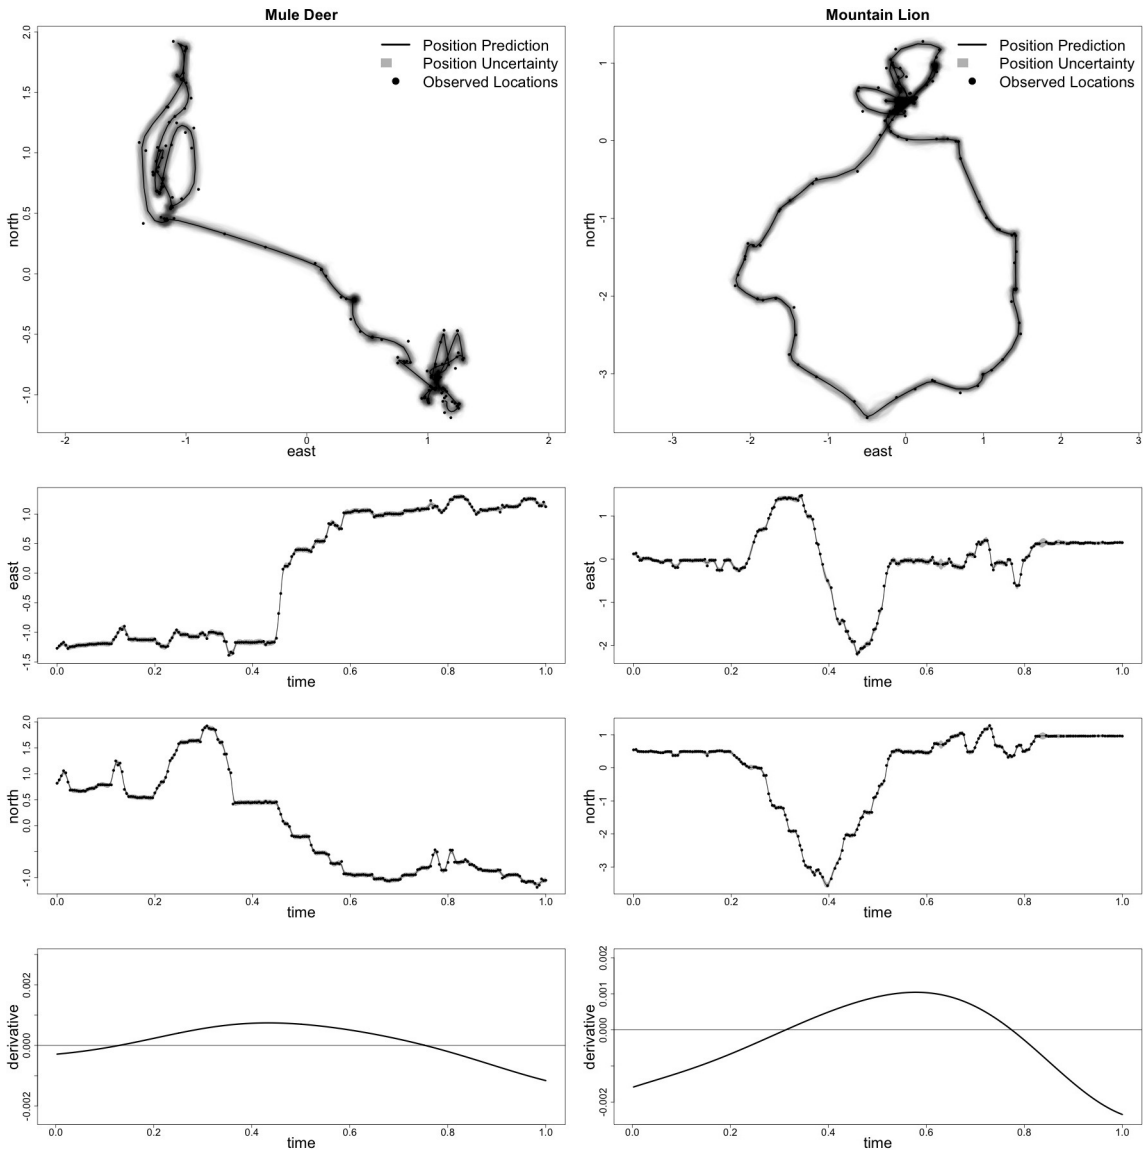 Mule Deer
2.0
1.5
1.0
0.5
0.0
-0.5
-1.0
north
Position Prediction
Position Uncertainty
Observed Locations
-2 -1 0 1 2
east
Mountain Lion
1
0
-1
-2
-3
north
Position Prediction
Position Uncertainty
Observed Locations
-3 -2 -1 0 1 2 3
east
1.0
0.5
0.0
-0.5
-1.0
-1.5
east
0.0 0.2 0.4 0.6 0.8 1.0
time
1
0
-1
-2
east
0.0 0.2 0.4 0.6 0.8 1.0
time
2.0
1.5
1.0
0.5
0.0
-1.0
north
0.0 0.2 0.4 0.6 0.8 1.0
time
1
0
-1
-2
-3
north
0.0 0.2 0.4 0.6 0.8 1.0
time
0.002
0.000
-0.002
derivative
0.0 0.2 0.4 0.6 0.8 1.0
time
0.002
0.001
0.000
-0.002
derivative
0.0 0.2 0.4 0.6 0.8 1.0
time